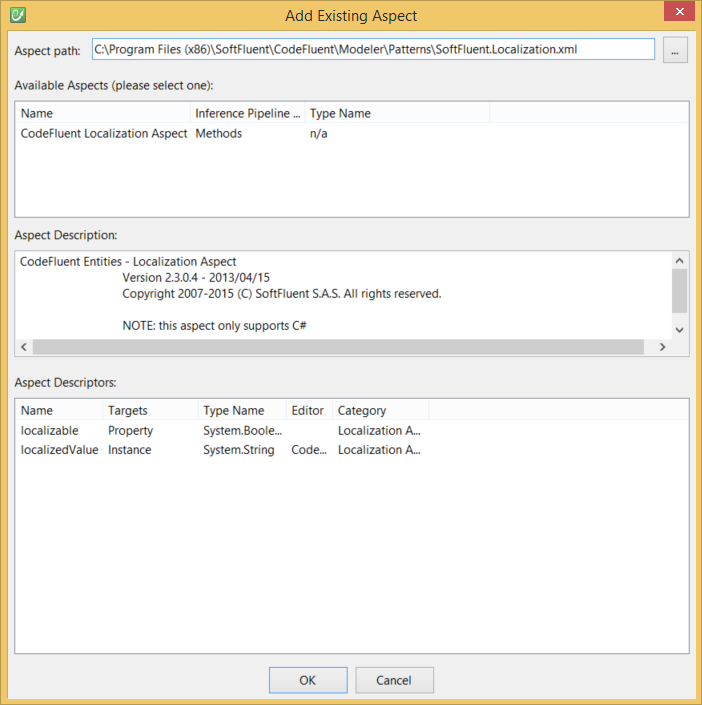 Add Existing Aspect
Aspect path: C:\Program Files (x86)\SoftFluent\CodeFluent\Modeler\Patterns\SoftFluent.Localization.xml ...
Available Aspects (please select one):
Name Inference Pipeline ... Type Name
CodeFluent Localization Aspect Methods n/a
Aspect Description:
CodeFluent Entities - Localization Aspect
Version 2.3.0.4 - 2013/04/15
Copyright 2007-2015 (C) SoftFluent S.A.S. All rights reserved.
NOTE: this aspect only supports C#
Aspect Descriptors:
Name Targets Type Name Editor Category
localizable Property System.Boole... Localization A...
localizedValue Instance System.String Code... Localization A...
OK Cancel